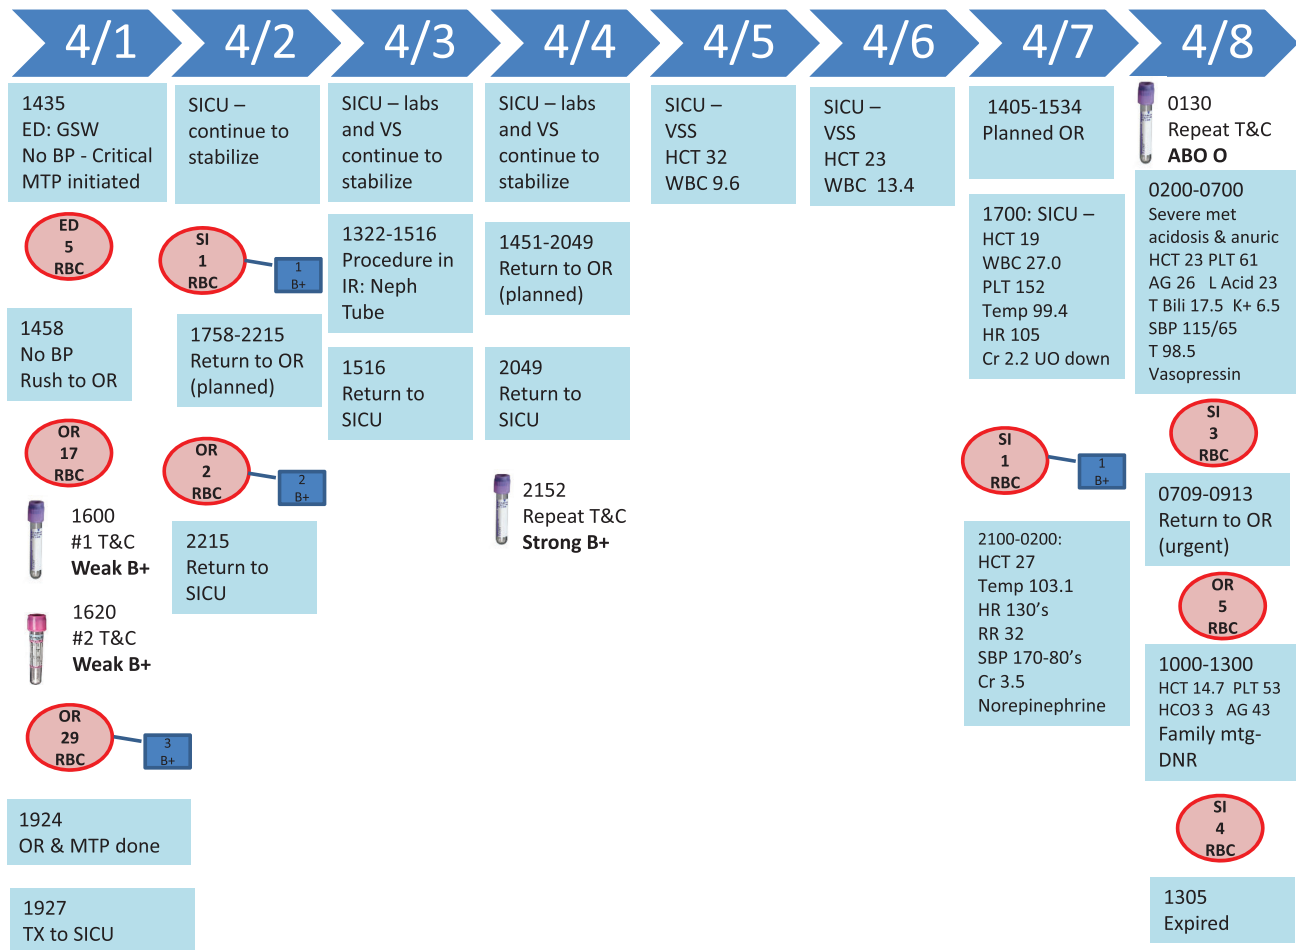 4/1
1435
ED: GSW
No BP - Critical
MTP initiated
ED
5
RBC
1458
No BP
Rush to OR
OR
17
RBC
1600
#1 T&C
Weak B+
1620
#2 T&C
Weak B+
OR
29
RBC
3
B+
1924
OR & MTP done
1927
TX to SICU
4/2
SICU –
continue to
stabilize
SI
1
RBC
1
B+
1758-2215
Return to OR
(planned)
OR
2
RBC
2
B+
2215
Return to
SICU
4/3
SICU – labs
and VS
continue to
stabilize
1322-1516
Procedure in
IR: Neph
Tube
1516
Return to
SICU
4/4
SICU – labs
and VS
continue to
stabilize
1451-2049
Return to OR
(planned)
2049
Return to
SICU
2152
Repeat T&C
Strong B+
4/5
SICU –
VSS
HCT 32
WBC 9.6
4/6
SICU –
VSS
HCT 23
WBC 13.4
4/7
1405-1534
Planned OR
1700: SICU –
HCT 19
WBC 27.0
PLT 152
Temp 99.4
HR 105
Cr 2.2 UO down
SI
1
RBC
1
B+
2100-0200:
HCT 27
Temp 103.1
HR 130's
RR 32
SBP 170-80's
Cr 3.5
Norepinephrine
4/8
0130
Repeat T&C
ABO O
0200-0700
Severe met
acidosis & anuric
HCT 23 PLT 61
AG 26 L Acid 23
T Bili 17.5 K+ 6.5
SBP 115/65
T 98.5
Vasopressin
SI
3
RBC
0709-0913
Return to OR
(urgent)
OR
5
RBC
1000-1300
HCT 14.7 PLT 53
HCO3 3 AG 43
Family mtg-
DNR
SI
4
RBC
1305
Expired